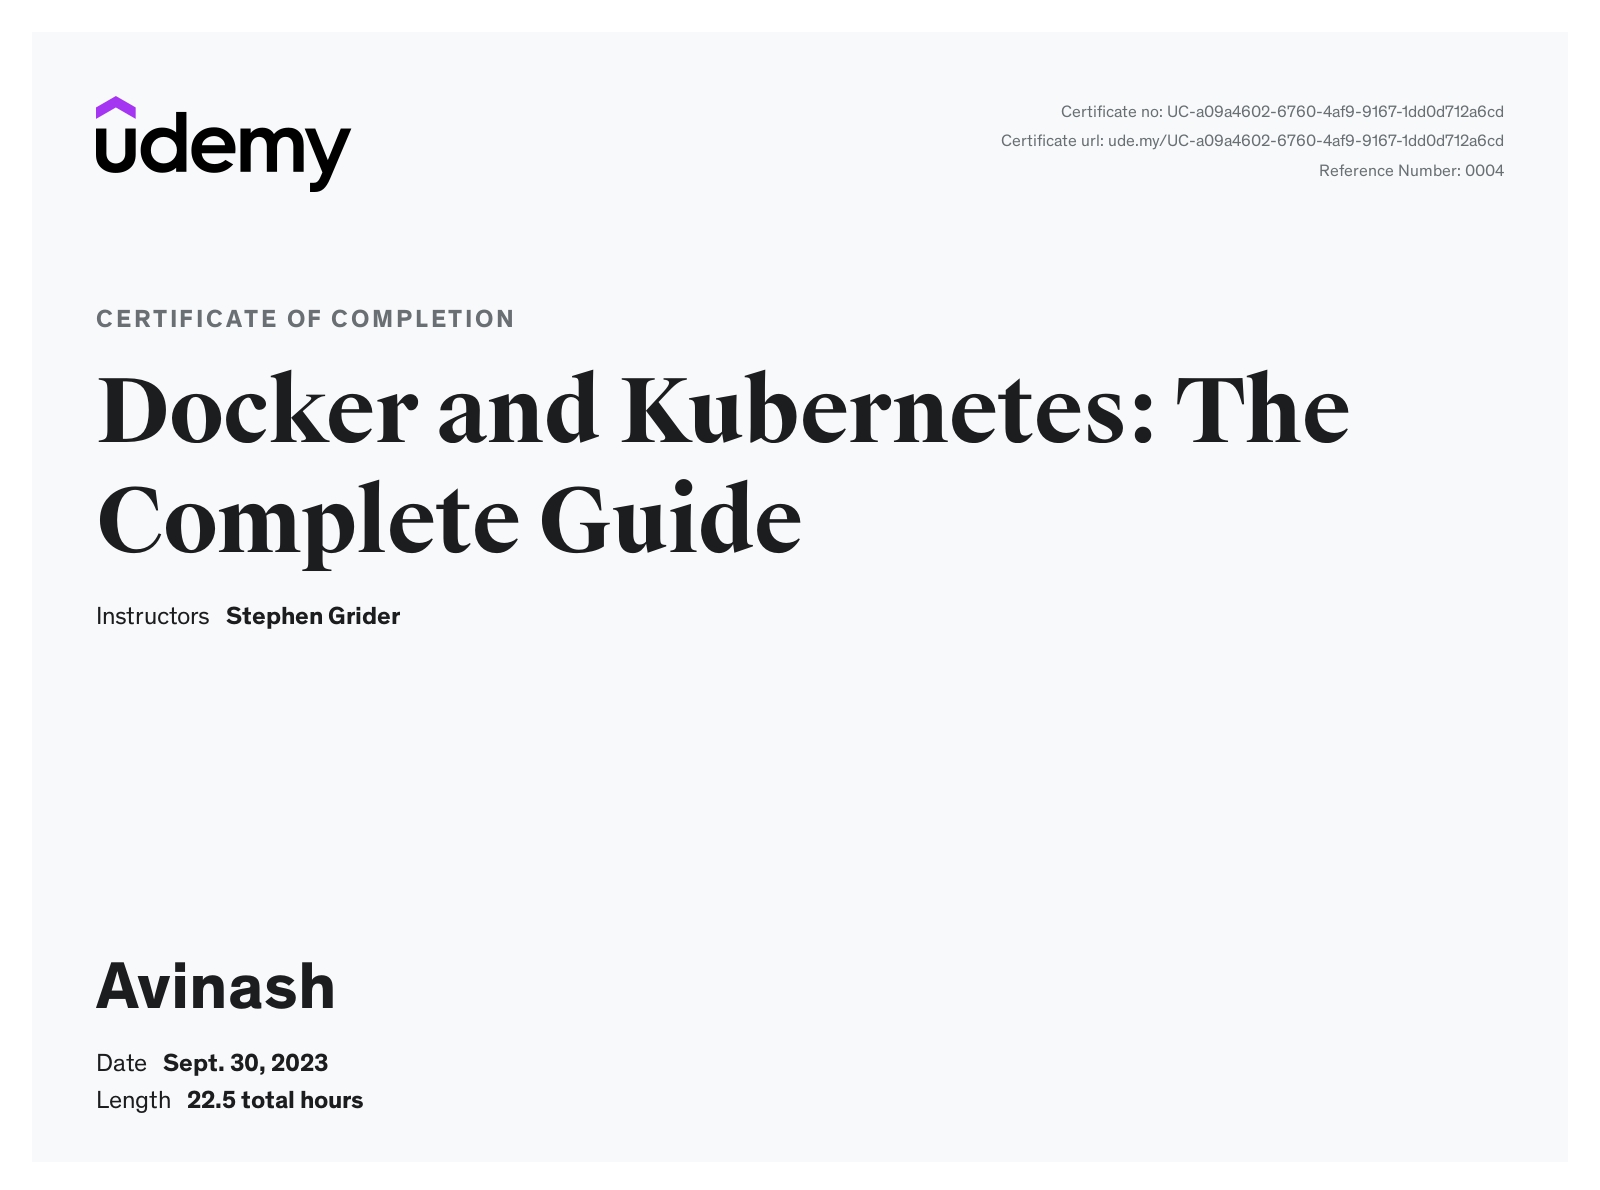 udemy
Certificate no: UC-a09a4602-6760-4af9-9167-1dd0d712a6cd
Certificate url: ude.my/UC-a09a4602-6760-4af9-9167-1dd0d712a6cd
Reference Number: 0004
CERTIFICATE OF COMPLETION
Docker and Kubernetes: The
Complete Guide
Instructors Stephen Grider
Avinash
Date Sept. 30, 2023
Length 22.5 total hours